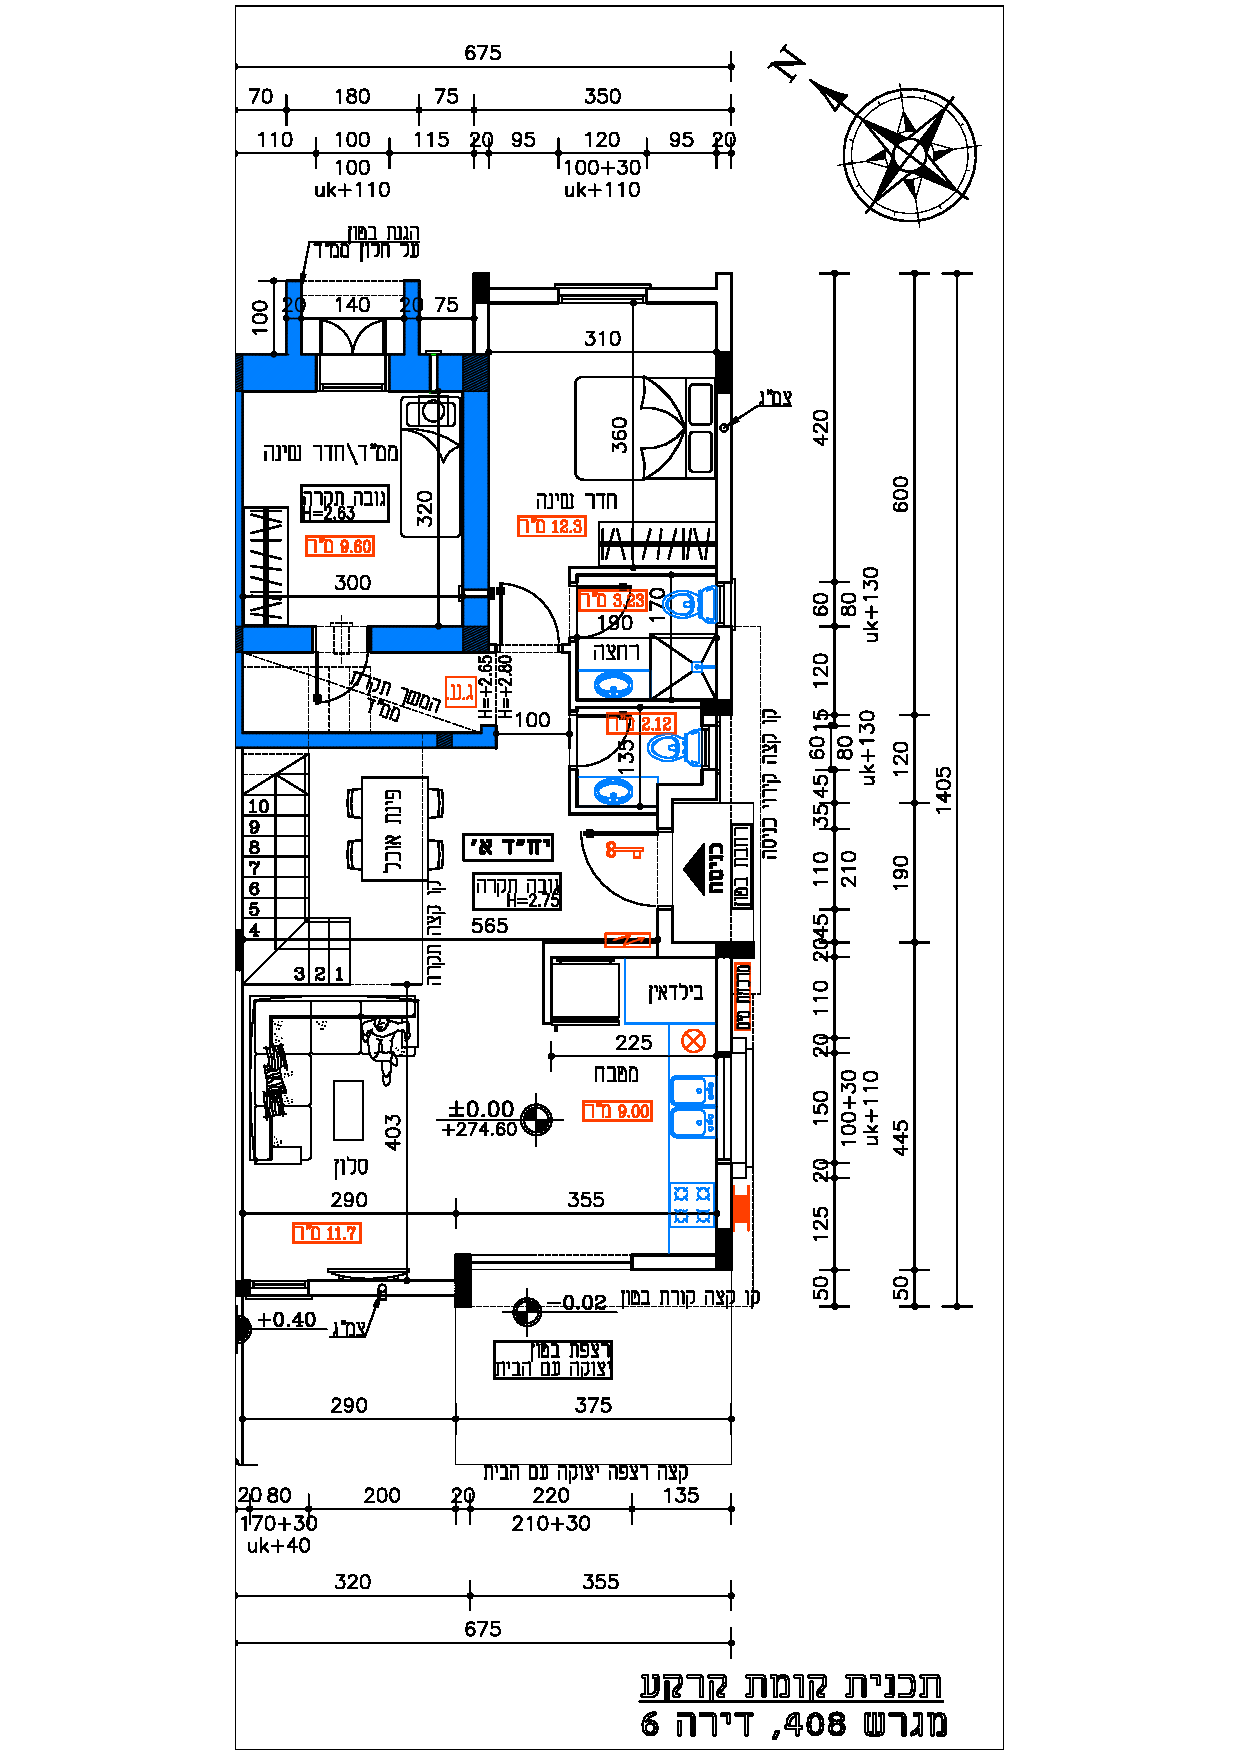 675
N
70 180 75 350
110 100 115 20 95 120 95 20
100 100+30
uk+110 uk+110
הגנת בטון
על חלון ממ"ד
100 20 140 20 75
310
צמ"ג
420
360
600
ממ"ד\חדר שינה
320
גובה תקרה
H=2.63
חדר שינה
12.3 מ"ר
9.60 מ"ר
300
60 80 uk+130
3.23 מ"ר
170
190
רחצה
120
המשך תקרת
ממ"ד
ג.ש.
H=+2.65
H=+2.80
100
2.12 מ"ר
135
קו קצה קירוי כניסה
15
60 80 uk+130
120
1405
45
35
10
9
8
7
6
5
4
3 2 1
פינת אוכל
קו קצה תקרה
יח"ד א'
גובה תקרה
H=2.75
8
כניסה
רחבת בטון
110 210
190
565
45
20
בילדאין
110
225
מטבח
9.00 מ"ר
20
150 100+30 uk+110
±0.00
+274.60
403
סלון
445
20
290 355
11.7 מ"ר
125
50 50
+0.40
צמ"ג
-0.02
קו קצה קורת בטון
רצפת בטון
יצוקה עם הבית
290 375
קצה רצפה יצוקה עם הבית
20 80 200 20 220 135
170+30 210+30
uk+40
320 355
675
תכנית קומת קרקע
מגרש 408, דירה 6